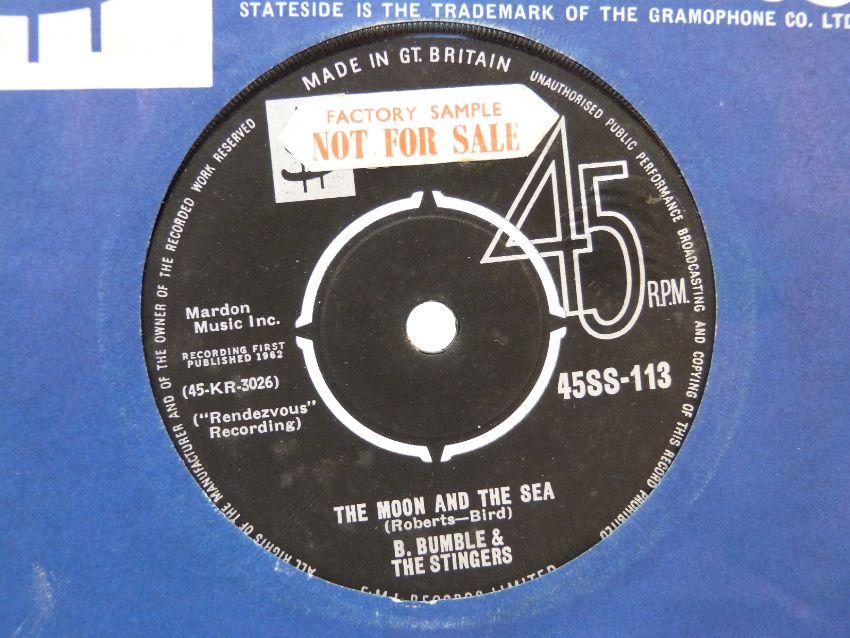 STATESIDE IS THE TRADEMARK OF THE GRAMOPHONE CO. LTD
MADE IN GT. BRITAIN
UNAUTHORISED PUBLIC PERFORMANCE BROADCASTING AND COPYING OF THIS RECORD PROHIBITED
ALL RIGHTS OF THE MANUFACTURER AND OF THE OWNER OF THE RECORDED WORK RESERVED
FACTORY SAMPLE
NOT FOR SALE
45
R.P.M.
Mardon
Music Inc.
RECORDING FIRST
PUBLISHED 1962
(45-KR-3026)
("Rendezvous"
Recording)
45SS-113
THE MOON AND THE SEA
(Roberts—Bird)
B. BUMBLE &
THE STINGERS
E.M.I. RECORDS LIMITED